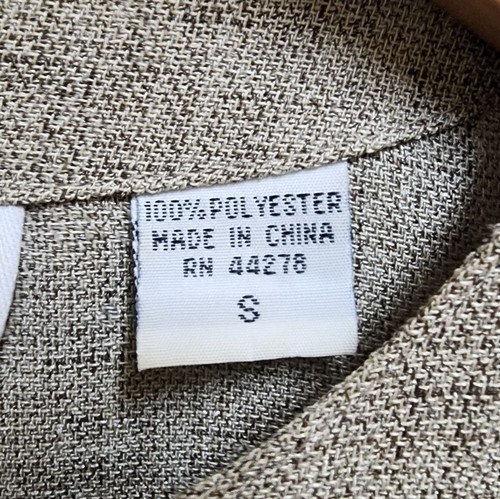 100% POLYESTER
MADE IN CHINA
RN 44278
S